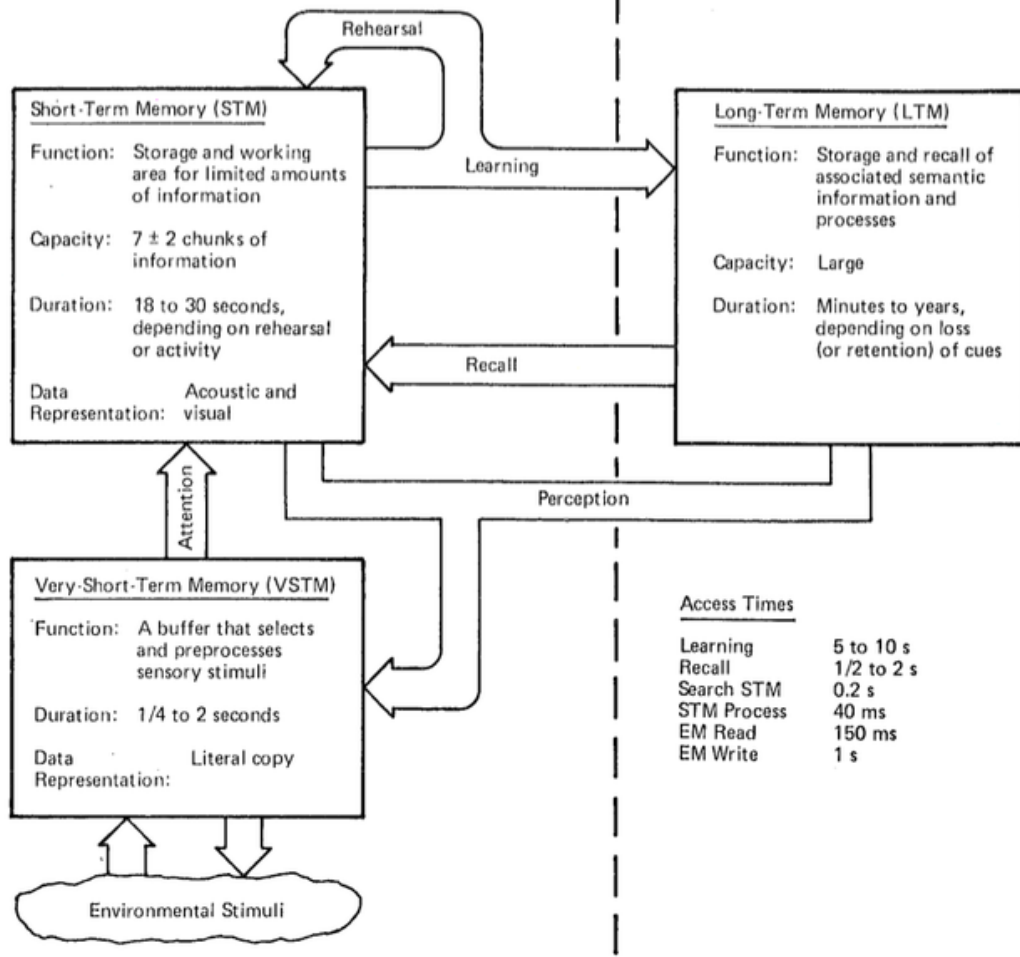 Rehearsal
Short-Term Memory (STM)
Function: Storage and working
area for limited amounts
of information
Capacity: 7 ± 2 chunks of
information
Duration: 18 to 30 seconds,
depending on rehearsal
or activity
Data Acoustic and
Representation: visual
Learning
Recall
Long-Term Memory (LTM)
Function: Storage and recall of
associated semantic
information and
processes
Capacity: Large
Duration: Minutes to years,
depending on loss
(or retention) of cues
Attention
Perception
Very-Short-Term Memory (VSTM)
Function: A buffer that selects
and preprocesses
sensory stimuli
Duration: 1/4 to 2 seconds
Data Literal copy
Representation:
Environmental Stimuli
Access Times
Learning 5 to 10 s
Recall 1/2 to 2 s
Search STM 0.2 s
STM Process 40 ms
EM Read 150 ms
EM Write 1 s